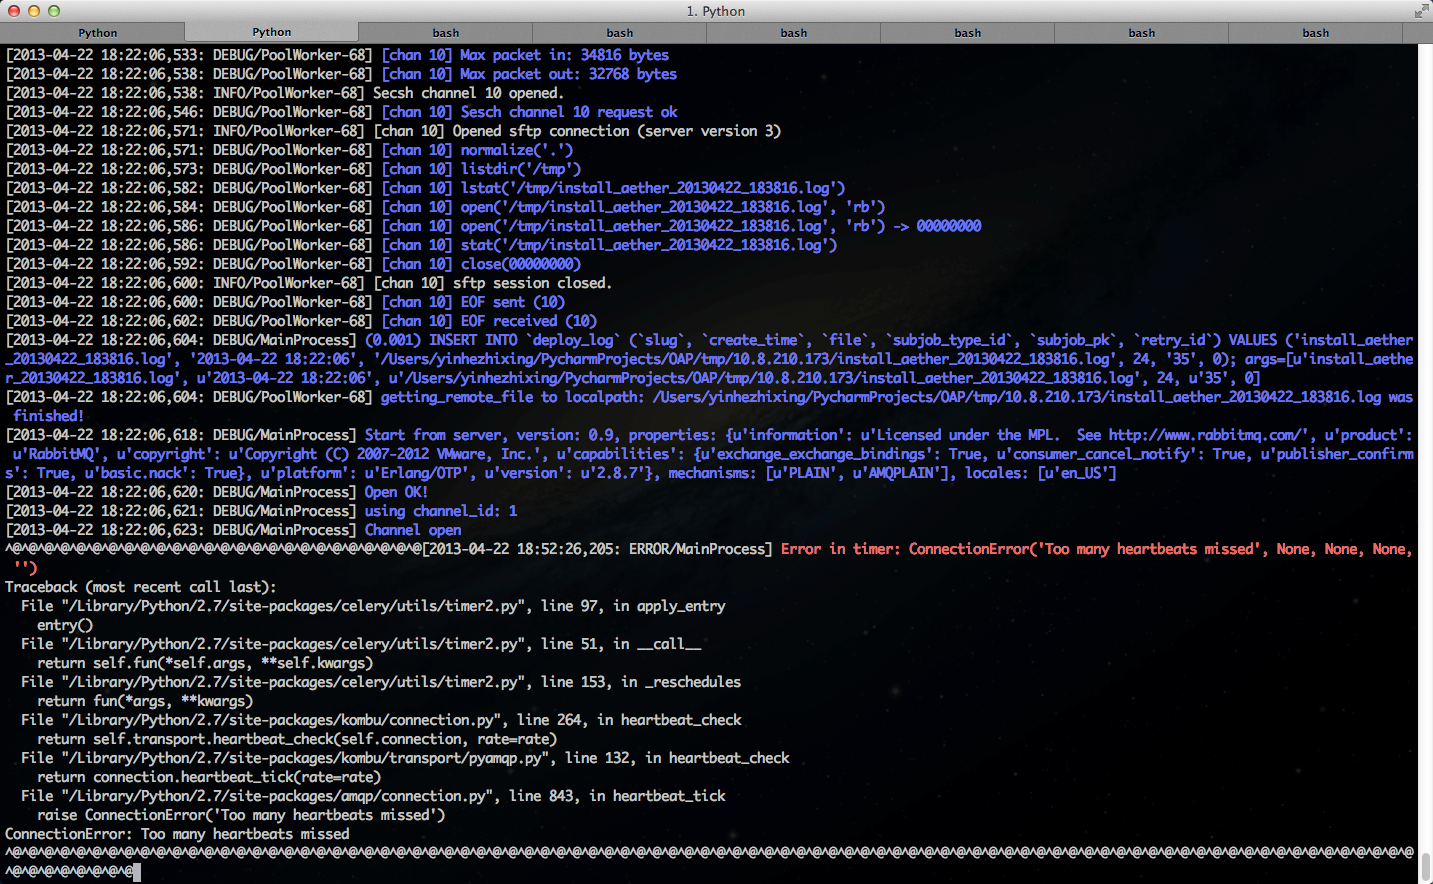 1. Python
Python Python bash bash bash bash bash bash
[2013-04-22 18:22:06,533: DEBUG/PoolWorker-68] [chan 10] Max packet in: 34816 bytes
[2013-04-22 18:22:06,538: DEBUG/PoolWorker-68] [chan 10] Max packet out: 32768 bytes
[2013-04-22 18:22:06,538: INFO/PoolWorker-68] Secsh channel 10 opened.
[2013-04-22 18:22:06,546: DEBUG/PoolWorker-68] [chan 10] Sesch channel 10 request ok
[2013-04-22 18:22:06,571: INFO/PoolWorker-68] [chan 10] Opened sftp connection (server version 3)
[2013-04-22 18:22:06,571: DEBUG/PoolWorker-68] [chan 10] normalize('.')
[2013-04-22 18:22:06,573: DEBUG/PoolWorker-68] [chan 10] listdir('/tmp')
[2013-04-22 18:22:06,582: DEBUG/PoolWorker-68] [chan 10] lstat('/tmp/install_aether_20130422_183816.log')
[2013-04-22 18:22:06,584: DEBUG/PoolWorker-68] [chan 10] open('/tmp/install_aether_20130422_183816.log', 'rb')
[2013-04-22 18:22:06,586: DEBUG/PoolWorker-68] [chan 10] open('/tmp/install_aether_20130422_183816.log', 'rb') -> 00000000
[2013-04-22 18:22:06,586: DEBUG/PoolWorker-68] [chan 10] stat('/tmp/install_aether_20130422_183816.log')
[2013-04-22 18:22:06,592: DEBUG/PoolWorker-68] [chan 10] close(00000000)
[2013-04-22 18:22:06,600: INFO/PoolWorker-68] [chan 10] sftp session closed.
[2013-04-22 18:22:06,600: DEBUG/PoolWorker-68] [chan 10] EOF sent (10)
[2013-04-22 18:22:06,602: DEBUG/PoolWorker-68] [chan 10] EOF received (10)
[2013-04-22 18:22:06,604: DEBUG/MainProcess] (0.001) INSERT INTO `deploy_log` (`slug`, `create_time`, `file`, `subjob_type_id`, `subjob_pk`, `retry_id`) VALUES ('install_aether
_20130422_183816.log', '2013-04-22 18:22:06', '/Users/yinhezhixing/PycharmProjects/OAP/tmp/10.8.210.173/install_aether_20130422_183816.log', 24, '35', 0); args=[u'install_aethe
r_20130422_183816.log', u'2013-04-22 18:22:06', u'/Users/yinhezhixing/PycharmProjects/OAP/tmp/10.8.210.173/install_aether_20130422_183816.log', 24, u'35', 0]
[2013-04-22 18:22:06,604: DEBUG/PoolWorker-68] getting_remote_file to localpath: /Users/yinhezhixing/PycharmProjects/OAP/tmp/10.8.210.173/install_aether_20130422_183816.log was
finished!
[2013-04-22 18:22:06,618: DEBUG/MainProcess] Start from server, version: 0.9, properties: {u'information': u'Licensed under the MPL.  See http://www.rabbitmq.com/', u'product':
u'RabbitMQ', u'copyright': u'Copyright (C) 2007-2012 VMware, Inc.', u'capabilities': {u'exchange_exchange_bindings': True, u'consumer_cancel_notify': True, u'publisher_confirm
s': True, u'basic.nack': True}, u'platform': u'Erlang/OTP', u'version': u'2.8.7'}, mechanisms: [u'PLAIN', u'AMQPLAIN'], locales: [u'en_US']
[2013-04-22 18:22:06,620: DEBUG/MainProcess] Open OK!
[2013-04-22 18:22:06,621: DEBUG/MainProcess] using channel_id: 1
[2013-04-22 18:22:06,623: DEBUG/MainProcess] Channel open
^@^@^@^@^@^@^@^@^@^@^@^@^@^@^@^@^@^@^@^@^@^@^@^@^@^@[2013-04-22 18:52:26,205: ERROR/MainProcess] Error in timer: ConnectionError('Too many heartbeats missed', None, None, None,
'')
Traceback (most recent call last):
  File "/Library/Python/2.7/site-packages/celery/utils/timer2.py", line 97, in apply_entry
    entry()
  File "/Library/Python/2.7/site-packages/celery/utils/timer2.py", line 51, in __call__
    return self.fun(*self.args, **self.kwargs)
  File "/Library/Python/2.7/site-packages/celery/utils/timer2.py", line 153, in _reschedules
    return fun(*args, **kwargs)
  File "/Library/Python/2.7/site-packages/kombu/connection.py", line 264, in heartbeat_check
    return self.transport.heartbeat_check(self.connection, rate=rate)
  File "/Library/Python/2.7/site-packages/kombu/transport/pyamqp.py", line 132, in heartbeat_check
    return connection.heartbeat_tick(rate=rate)
  File "/Library/Python/2.7/site-packages/amqp/connection.py", line 843, in heartbeat_tick
    raise ConnectionError('Too many heartbeats missed')
ConnectionError: Too many heartbeats missed
^@^@^@^@^@^@^@^@^@^@^@^@^@^@^@^@^@^@^@^@^@^@^@^@^@^@^@^@^@^@^@^@^@^@^@^@^@^@^@^@^@^@^@^@^@^@^@^@^@^@^@^@^@^@^@^@^@^@^@^@^@^@^@^@^@^@^@^@^@^@^@^@^@^@^@^@^@^@^@^@^@^@^@^@^@^@^@^@
^@^@^@^@^@^@^@^@